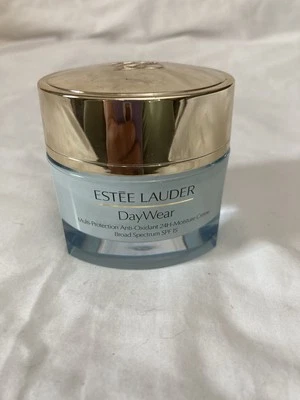 ESTĒE LAUDER
DayWear
Multi-Protection Anti-Oxidant 24H-Moisture Creme
Broad Spectrum SPF 15